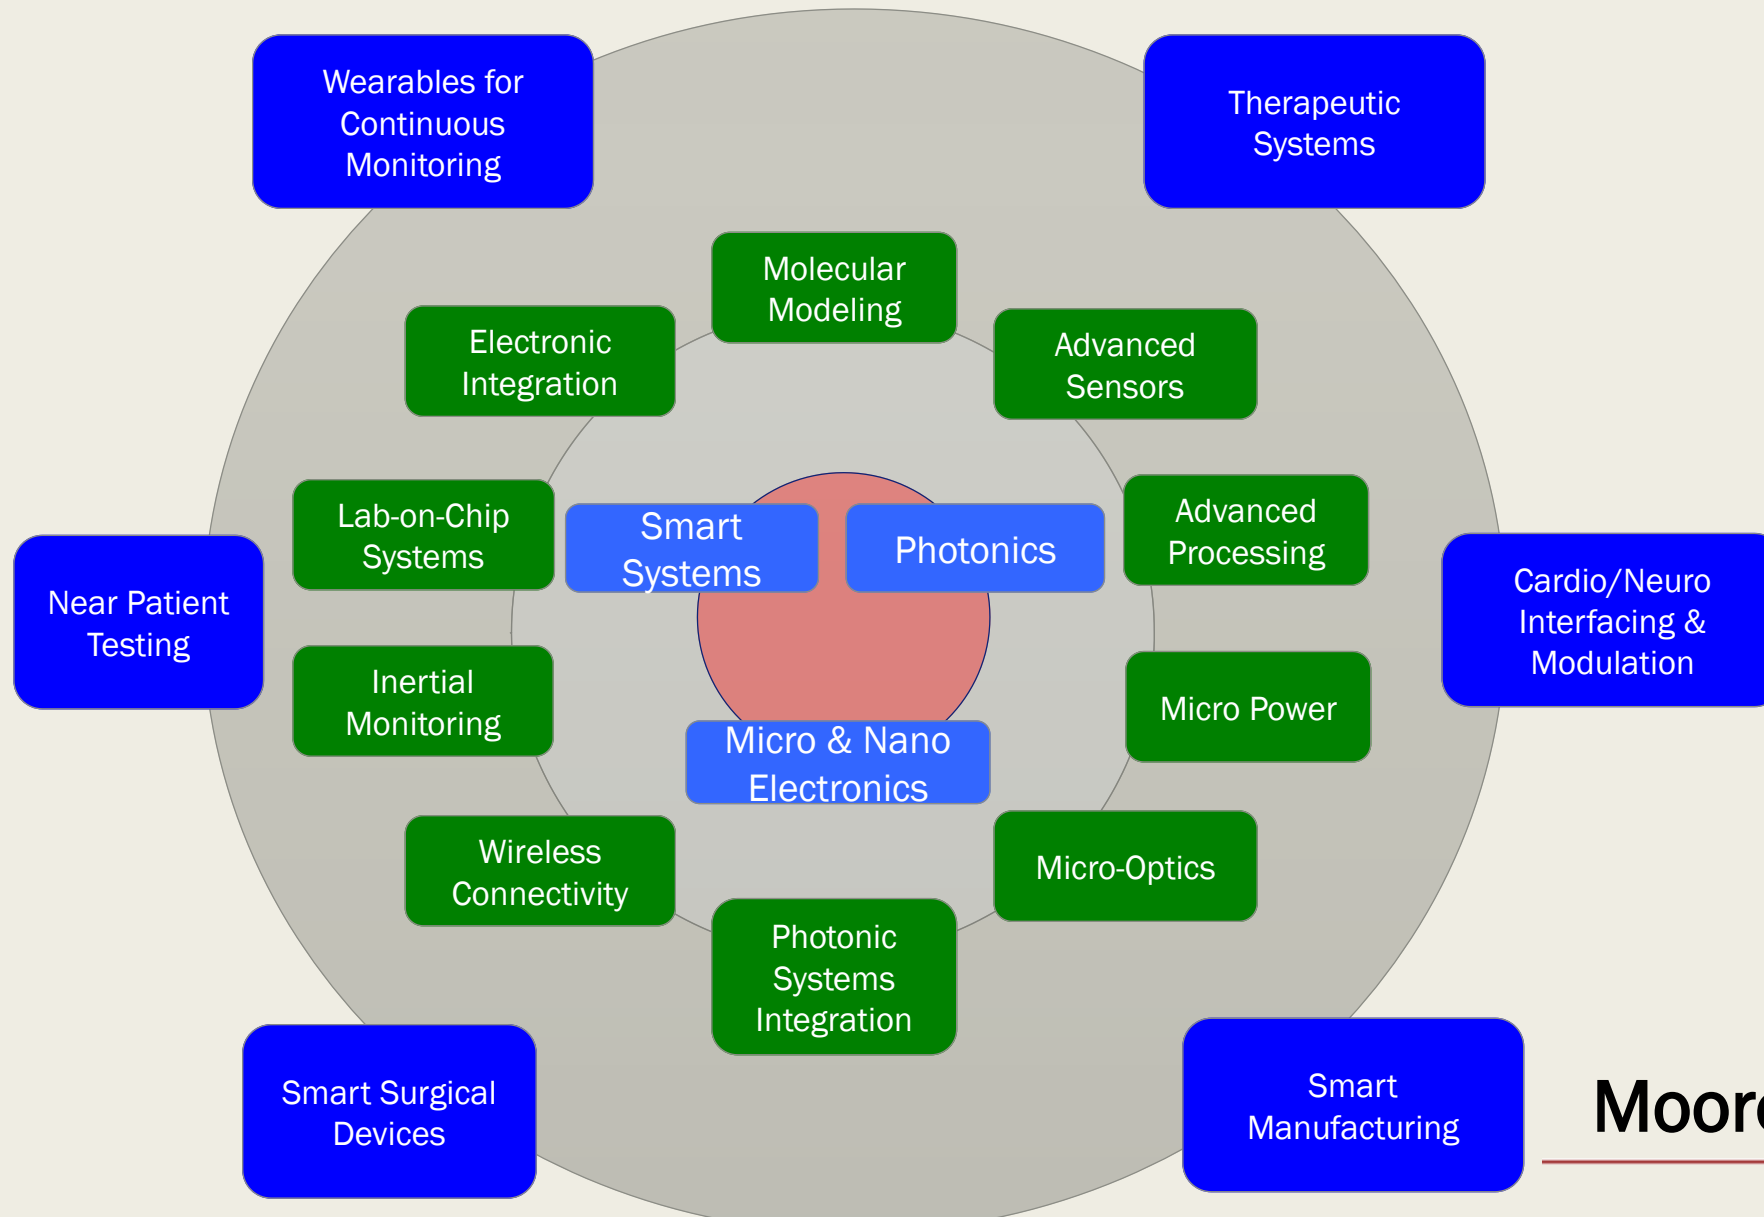 Wearables for
Continuous
Monitoring
Therapeutic
Systems
Molecular
Modeling
Electronic
Integration
Advanced
Sensors
Lab-on-Chip
Systems
Smart
Systems
Photonics
Advanced
Processing
Near Patient
Testing
Cardio/Neuro
Interfacing &
Modulation
Inertial
Monitoring
Micro Power
Micro & Nano
Electronics
Wireless
Connectivity
Micro-Optics
Photonic
Systems
Integration
Smart Surgical
Devices
Smart
Manufacturing